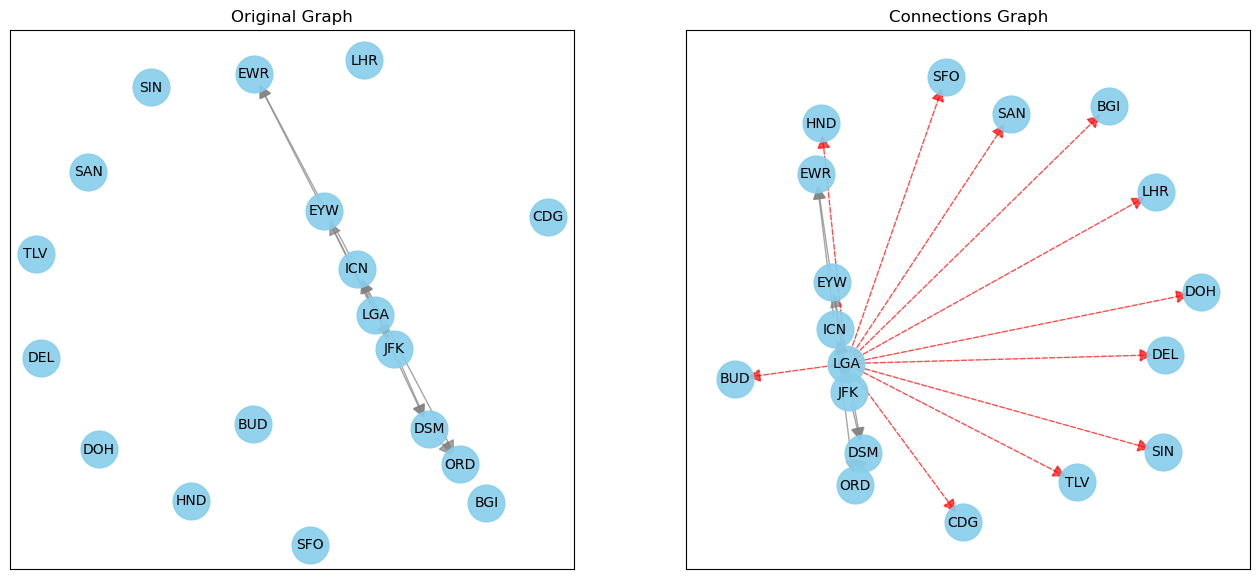 Original Graph
LHR
EWR
SIN
SAN
EYW
CDG
TLV
ICN
LGA
JFK
DEL
BUD
DSM
DOH
ORD
HND
BGI
SFO
Connections Graph
SFO
BGI
SAN
HND
EWR
LHR
EYW
DOH
ICN
DEL
LGA
BUD
JFK
DSM
SIN
TLV
ORD
CDG